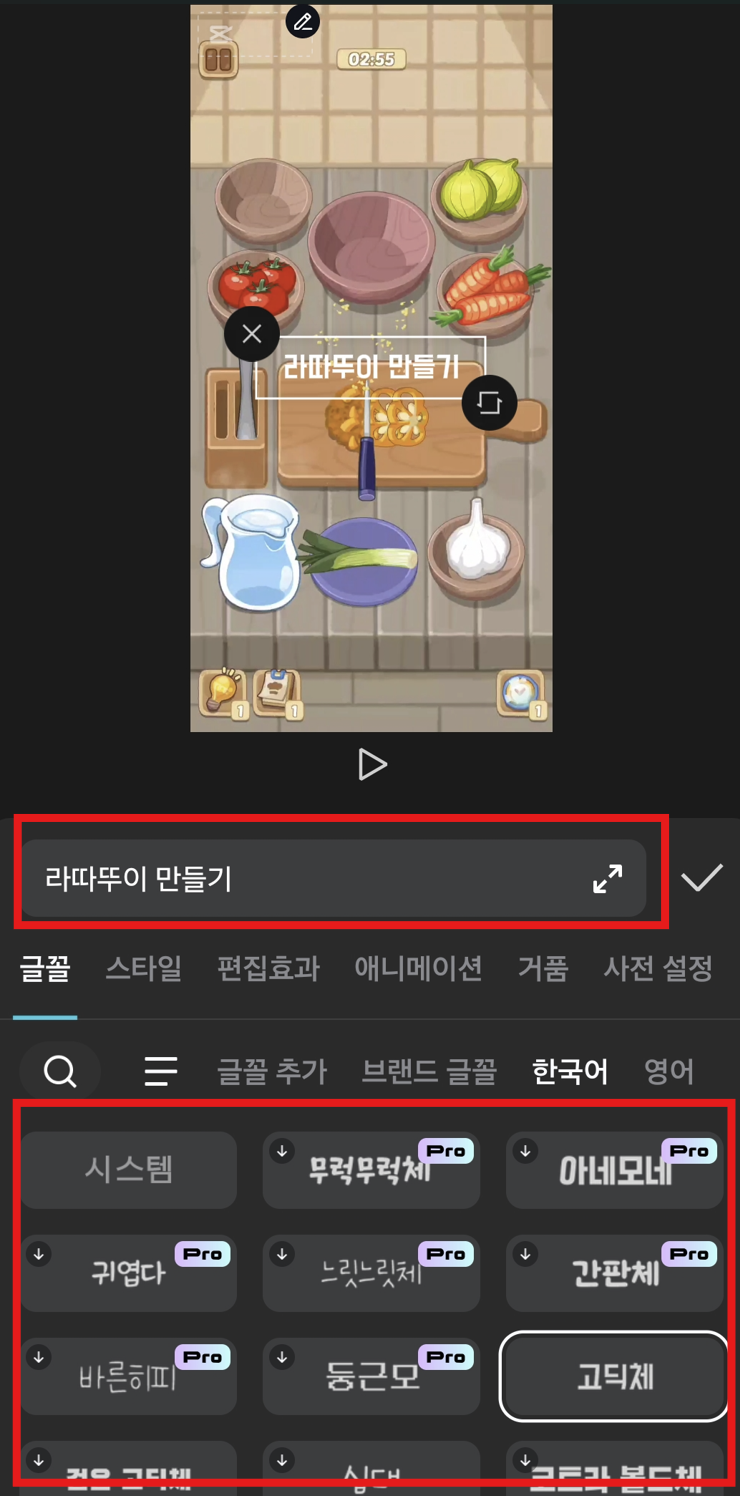 02:55
라따뚜이 만들기
1
1
1
라따뚜이 만들기
글꼴 스타일 편집효과 애니메이션 거품 사전 설정
글꼴 추가 브랜드 글꼴 한국어 영어
시스템 무럭무럭체 Pro 아네모네 Pro
귀엽다 Pro 느릿느릿체 Pro 간판체 Pro
바른히피 Pro 둥근모 Pro 고딕체